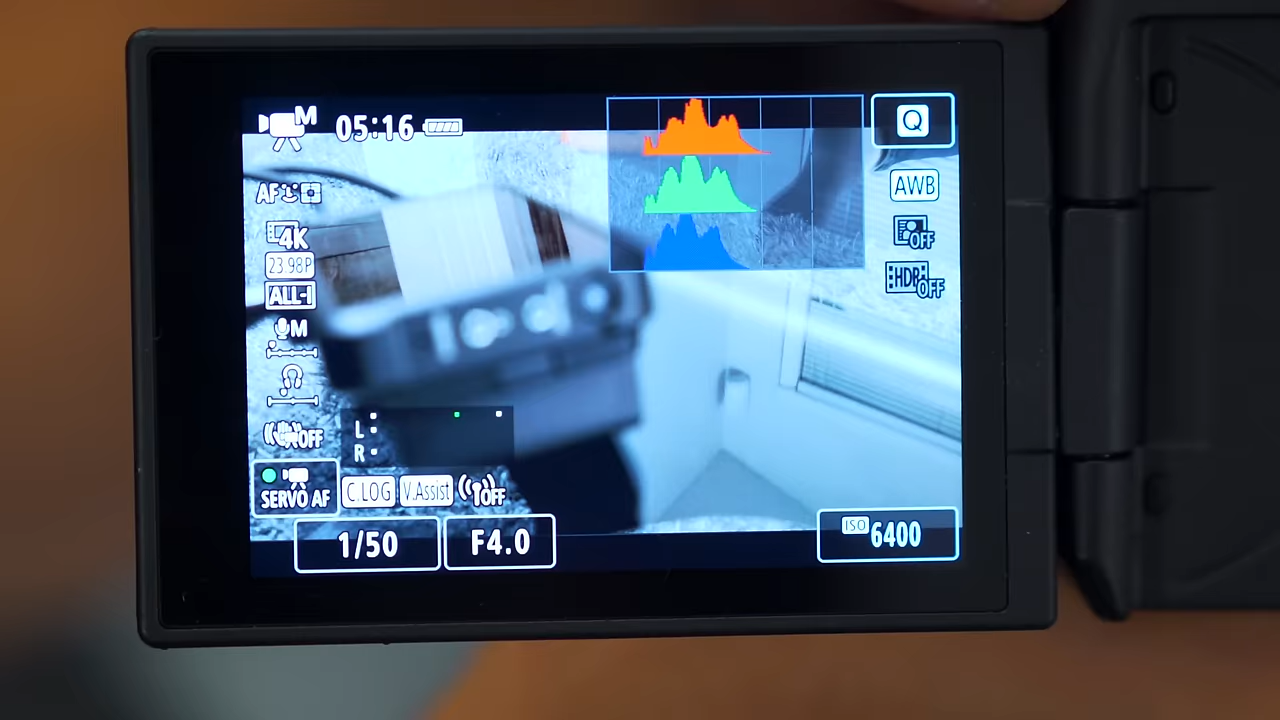 M 05:16
Q
AF
AWB
4K
OFF
23.98P
HDR OFF
ALL-I
M
OFF
L
R
SERVO AF C.LOG V.Assist OFF
1/50 F4.0 ISO 6400